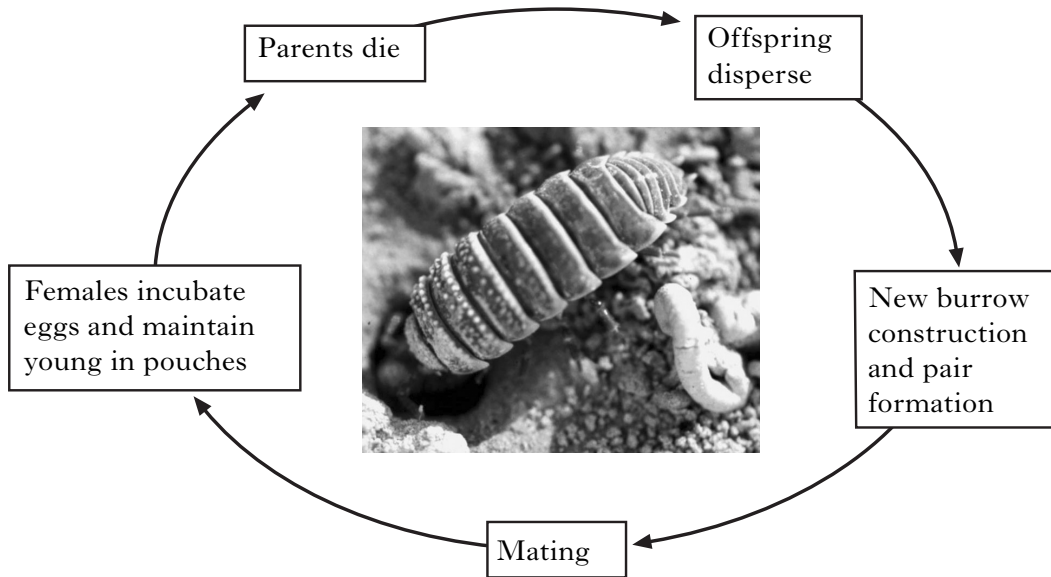 Parents die
Offspring
disperse
New burrow
construction
and pair
formation
Mating
Females incubate
eggs and maintain
young in pouches